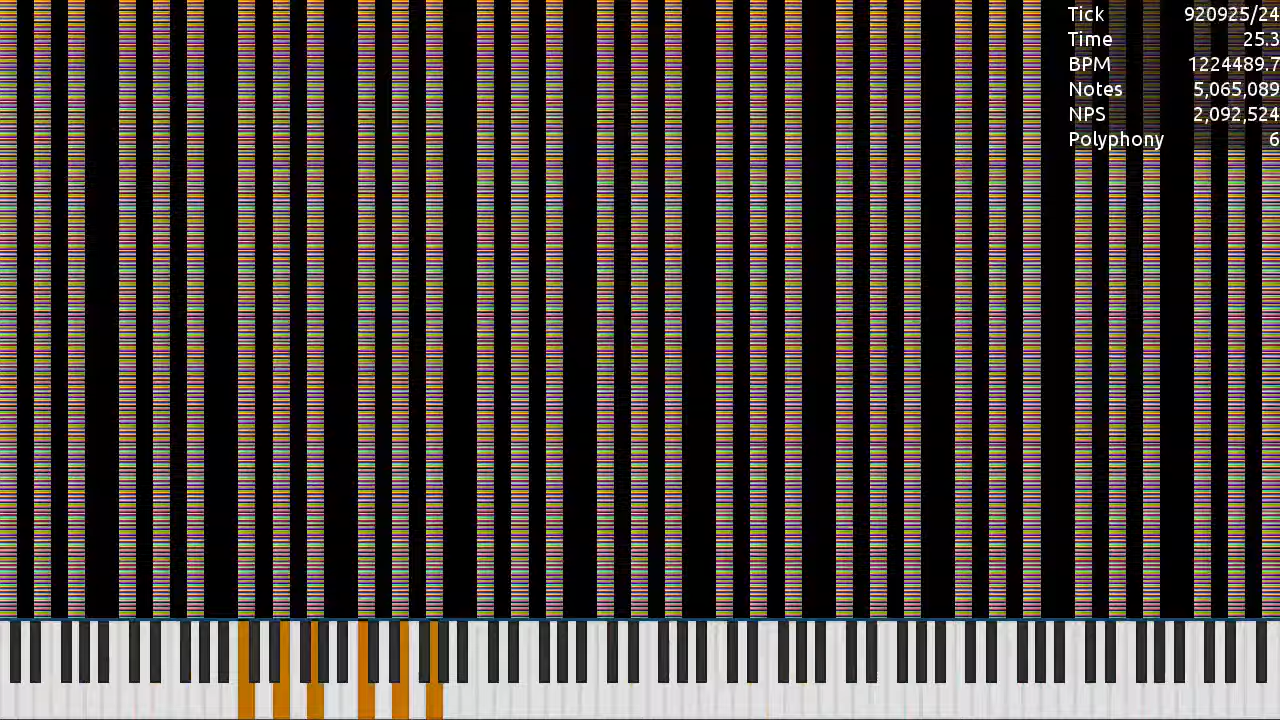 Tick 920925/24
Time 25.3
BPM 1224489.7
Notes 5,065,089
NPS 2,092,524
Polyphony 6